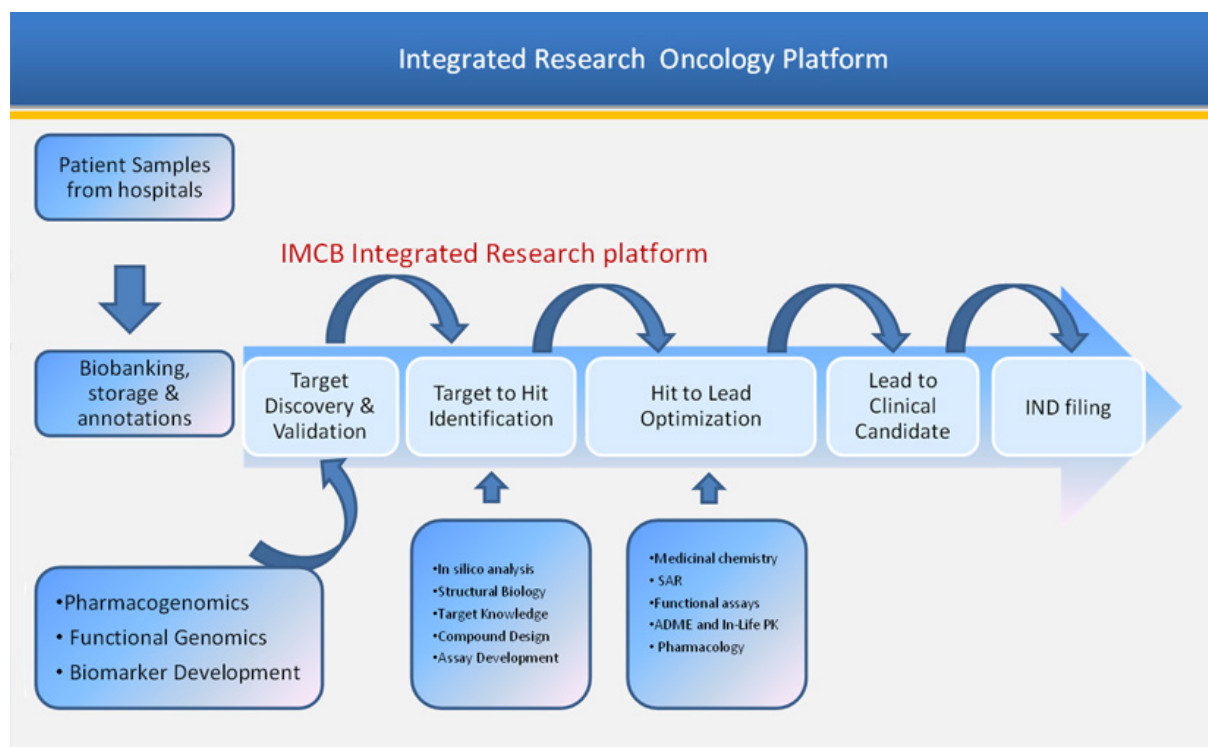 Integrated Research Oncology Platform
Patient Samples
from hospitals
IMCB Integrated Research platform
Biobanking,
storage &
annotations
Target
Discovery &
Validation
Target to Hit
Identification
Hit to Lead
Optimization
Lead to
Clinical
Candidate
IND filing
•Pharmacogenomics
• Functional Genomics
• Biomarker Development
•In silico analysis
•Structural Biology
•Target Knowledge
•Compound Design
•Assay Development
•Medicinal chemistry
• SAR
•Functional assays
•ADME and In-Life PK
• Pharmacology